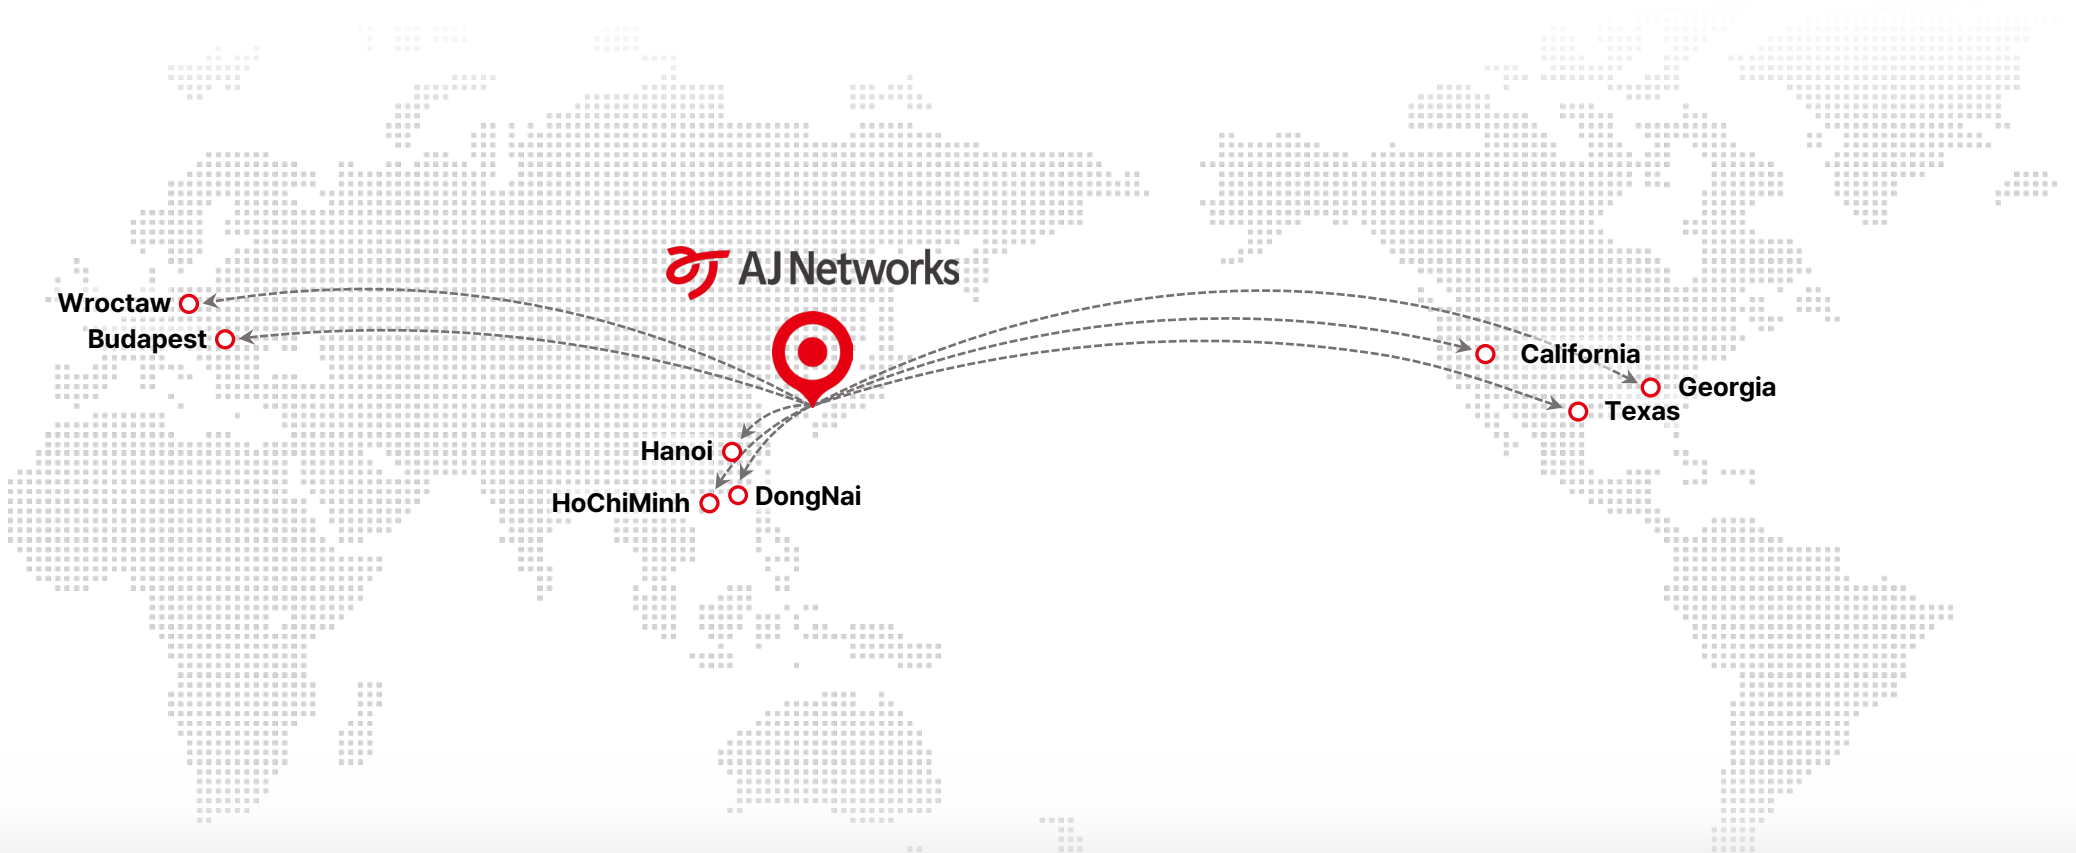 AJ Networks
Wroctaw
Budapest
California
Georgia
Texas
Hanoi
HoChiMinh
DongNai